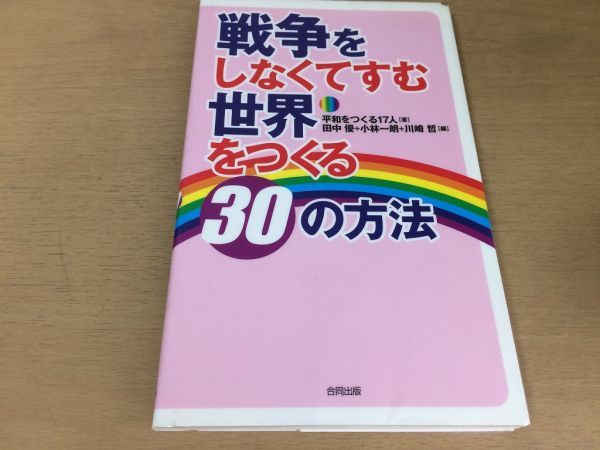 戦争を
しなくてすむ
世界
平和をつくる17人[著]
田中 優+小林一朗+川崎 哲[編]
をつくる
30の方法
合同出版